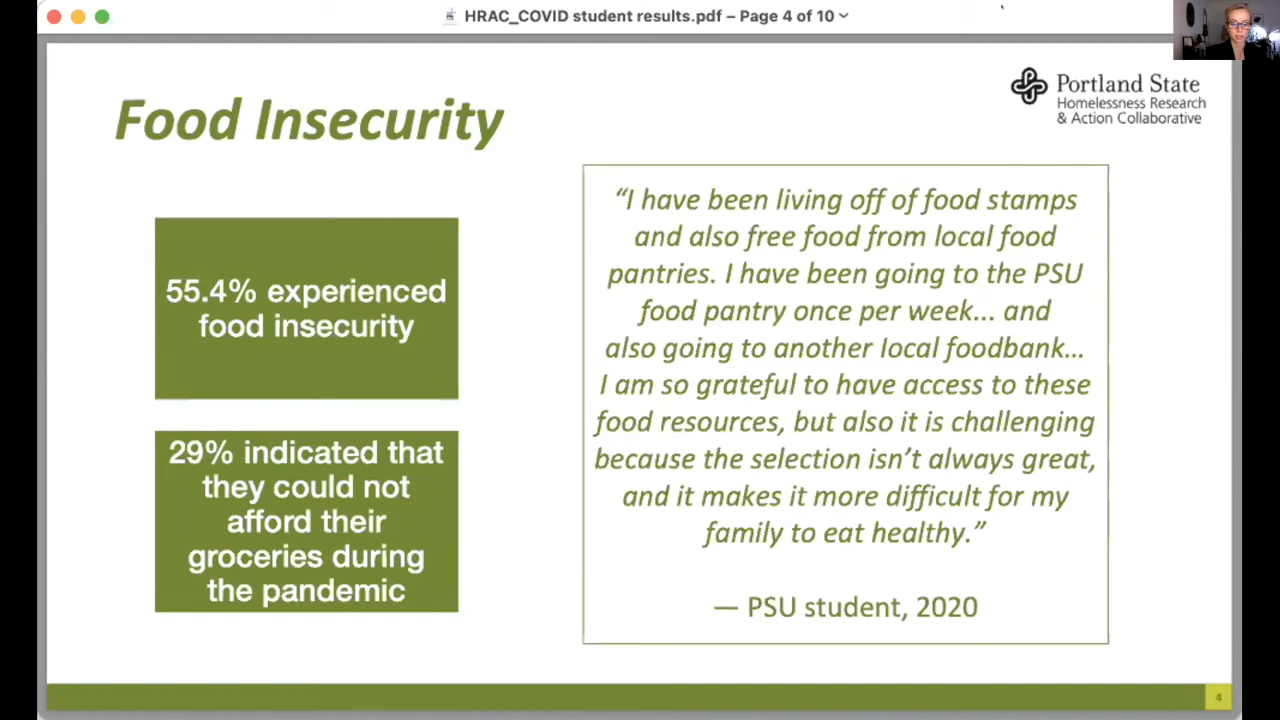 HRAC_COVID student results.pdf – Page 4 of 10
Portland State
Homelessness Research
& Action Collaborative
Food Insecurity
55.4% experienced
food insecurity
29% indicated that
they could not
afford their
groceries during
the pandemic
“I have been living off of food stamps
and also free food from local food
pantries. I have been going to the PSU
food pantry once per week... and
also going to another local foodbank…
I am so grateful to have access to these
food resources, but also it is challenging
because the selection isn’t always great,
and it makes it more difficult for my
family to eat healthy.”
— PSU student, 2020
4